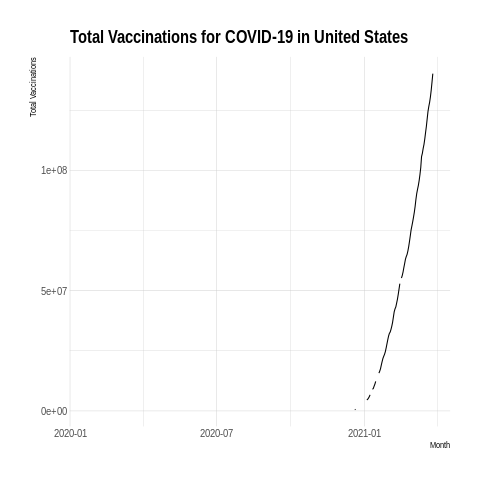 Total Vaccinations for COVID-19 in United States
Total Vaccinations
1e+08
5e+07
0e+00
2020-01 2020-07 2021-01
Month